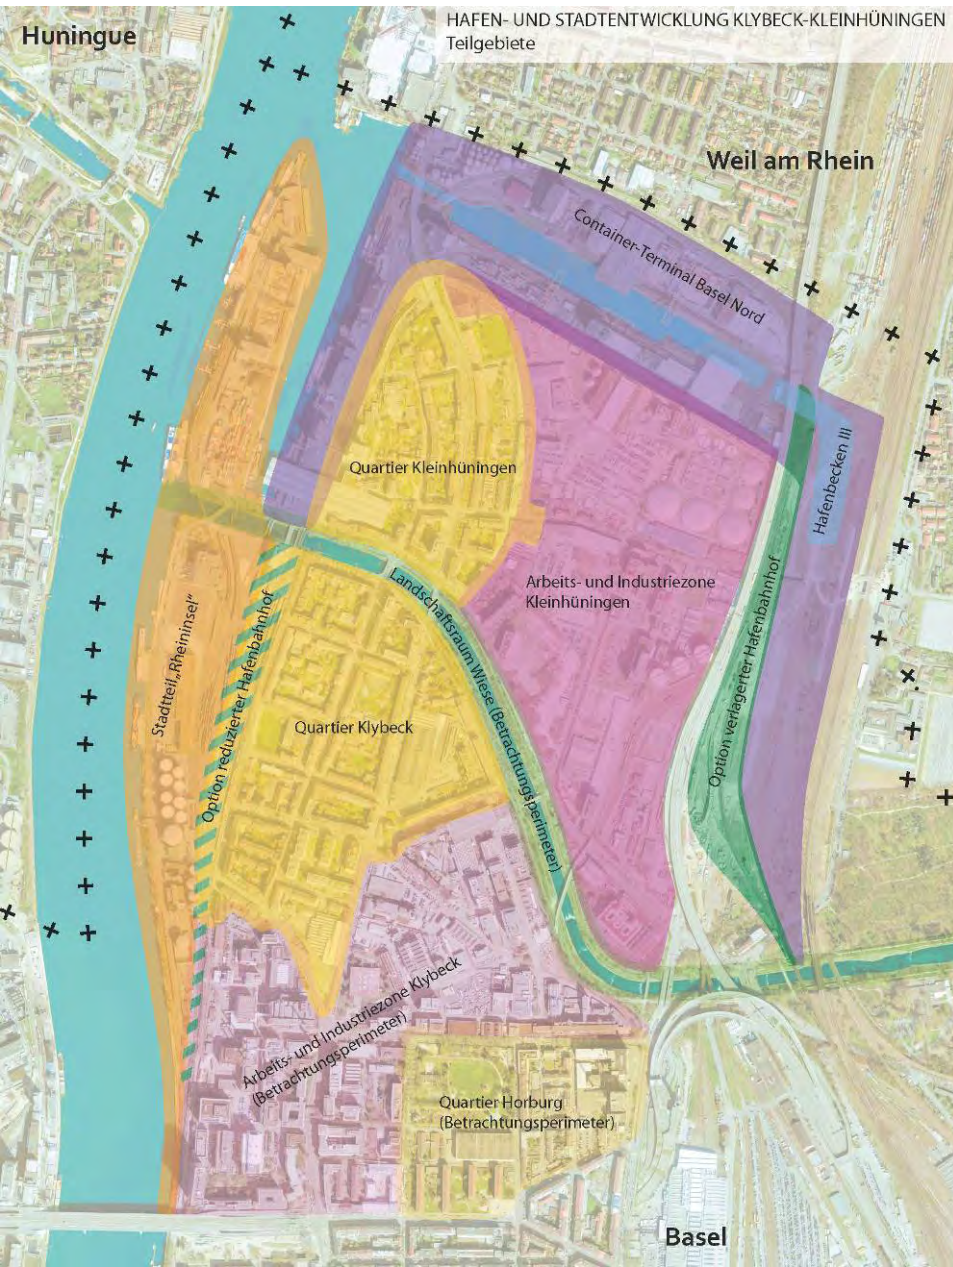 HAFEN- UND STADTENTWICKLUNG KLYBECK-KLEINHÜNINGEN
Teilgebiete
Huningue
Weil am Rhein
Container-Terminal Basel Nord
Hafenbecken III
Quartier Kleinhüningen
Arbeits- und Industriezone
Kleinhüningen
Landschaftsraum Wiese (Betrachtungsperimeter)
Option verlagerter Hafenbahnhof
Stadtteil „Rheininsel"
Option reduzierter Hafenbahnhof
Quartier Klybeck
Arbeits- und Industriezone Klybeck
(Betrachtungsperimeter)
Quartier Horburg
(Betrachtungsperimeter)
Basel